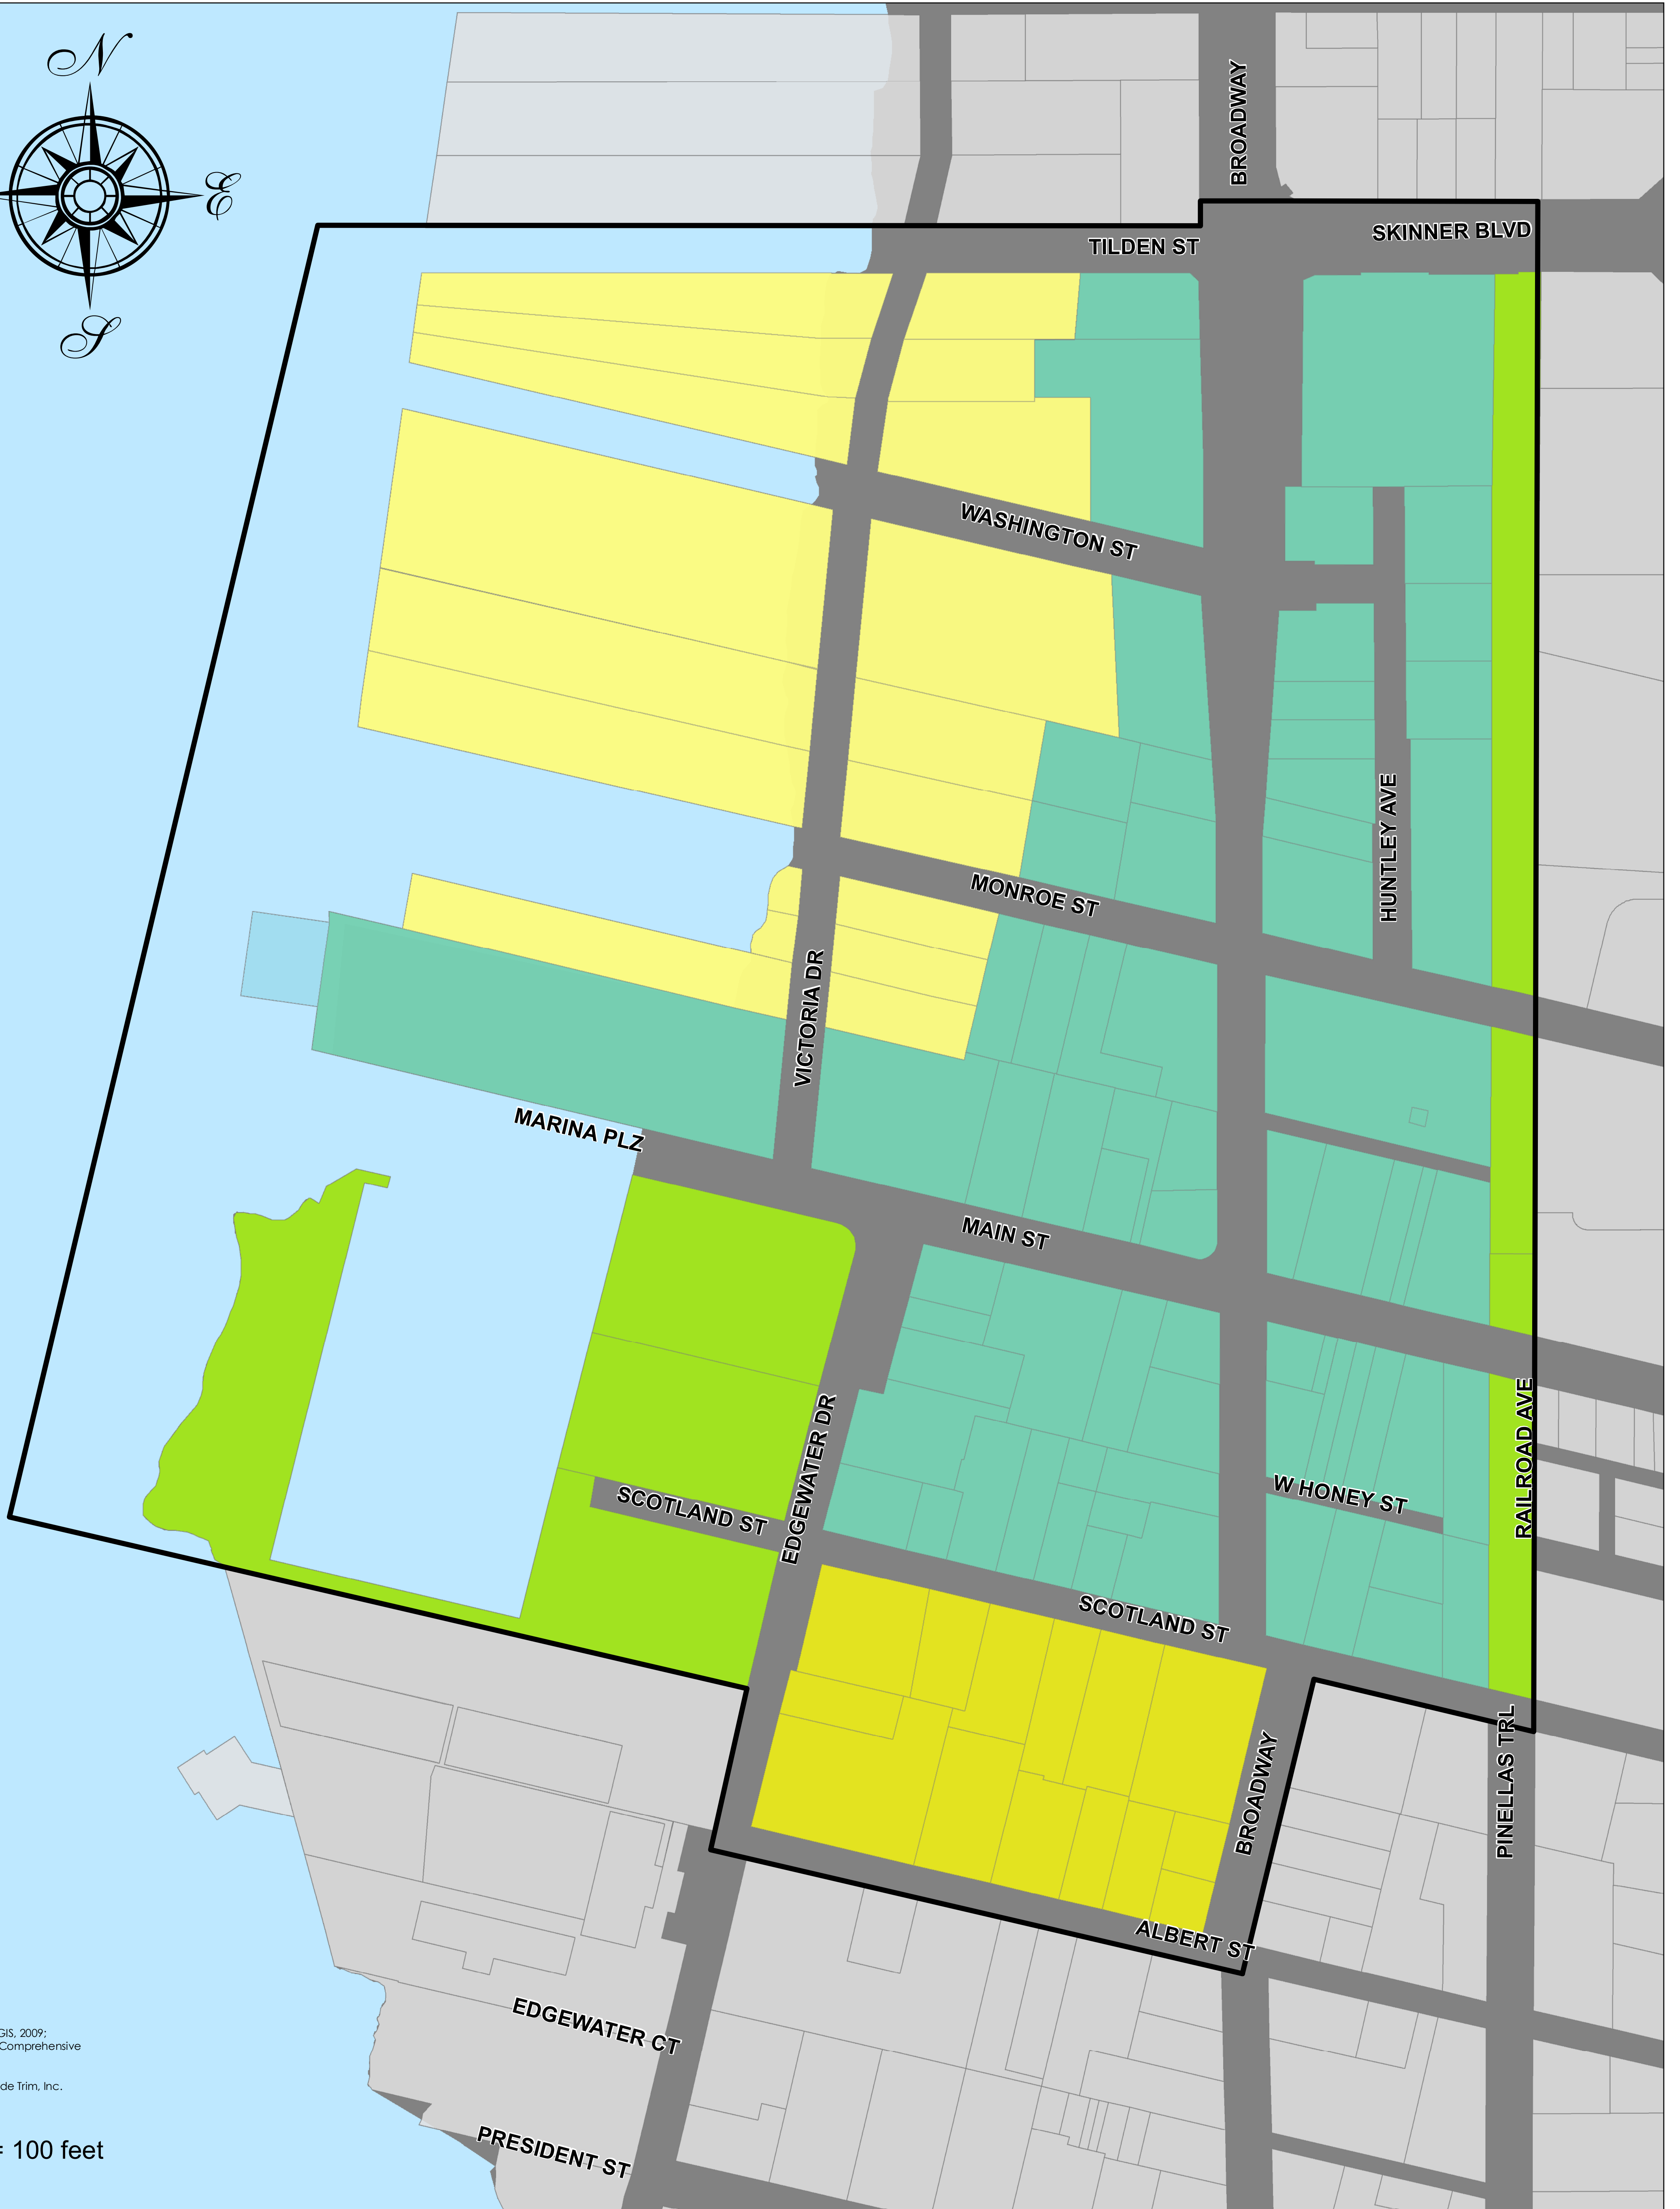 N
E
S
BROADWAY
TILDEN ST
SKINNER BLVD
WASHINGTON ST
HUNTLEY AVE
MONROE ST
VICTORIA DR
MARINA PLZ
MAIN ST
RAILROAD AVE
EDGEWATER DR
W HONEY ST
SCOTLAND ST
SCOTLAND ST
PINELLAS TRL
BROADWAY
ALBERT ST
EDGEWATER CT
GIS, 2009;
Comprehensive
de Trim, Inc.
= 100 feet
PRESIDENT ST